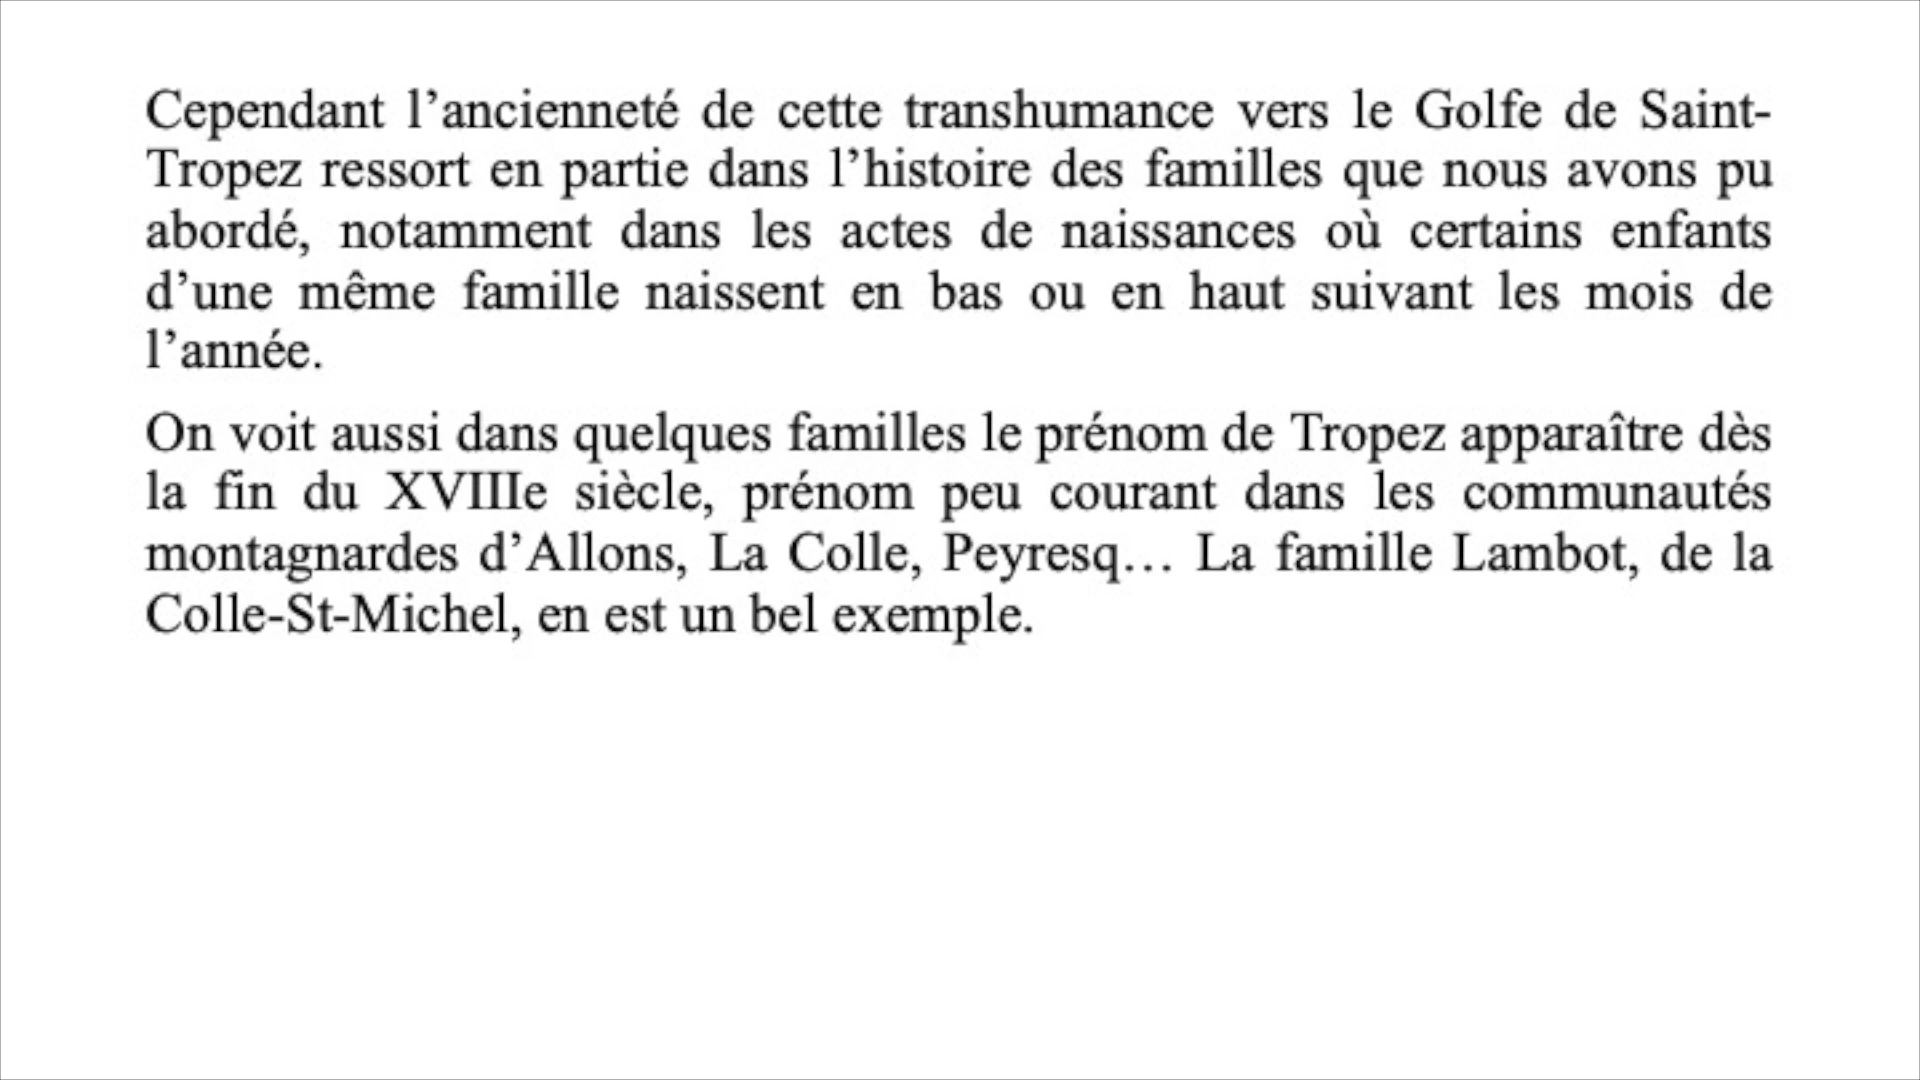 Cependant l’ancienneté de cette transhumance vers le Golfe de Saint-
Tropez ressort en partie dans l’histoire des familles que nous avons pu
abordé, notamment dans les actes de naissances où certains enfants
d’une même famille naissent en bas ou en haut suivant les mois de
l’année.
On voit aussi dans quelques familles le prénom de Tropez apparaître dès
la fin du XVIIIe siècle, prénom peu courant dans les communautés
montagnardes d’Allons, La Colle, Peyresq… La famille Lambot, de la
Colle-St-Michel, en est un bel exemple.